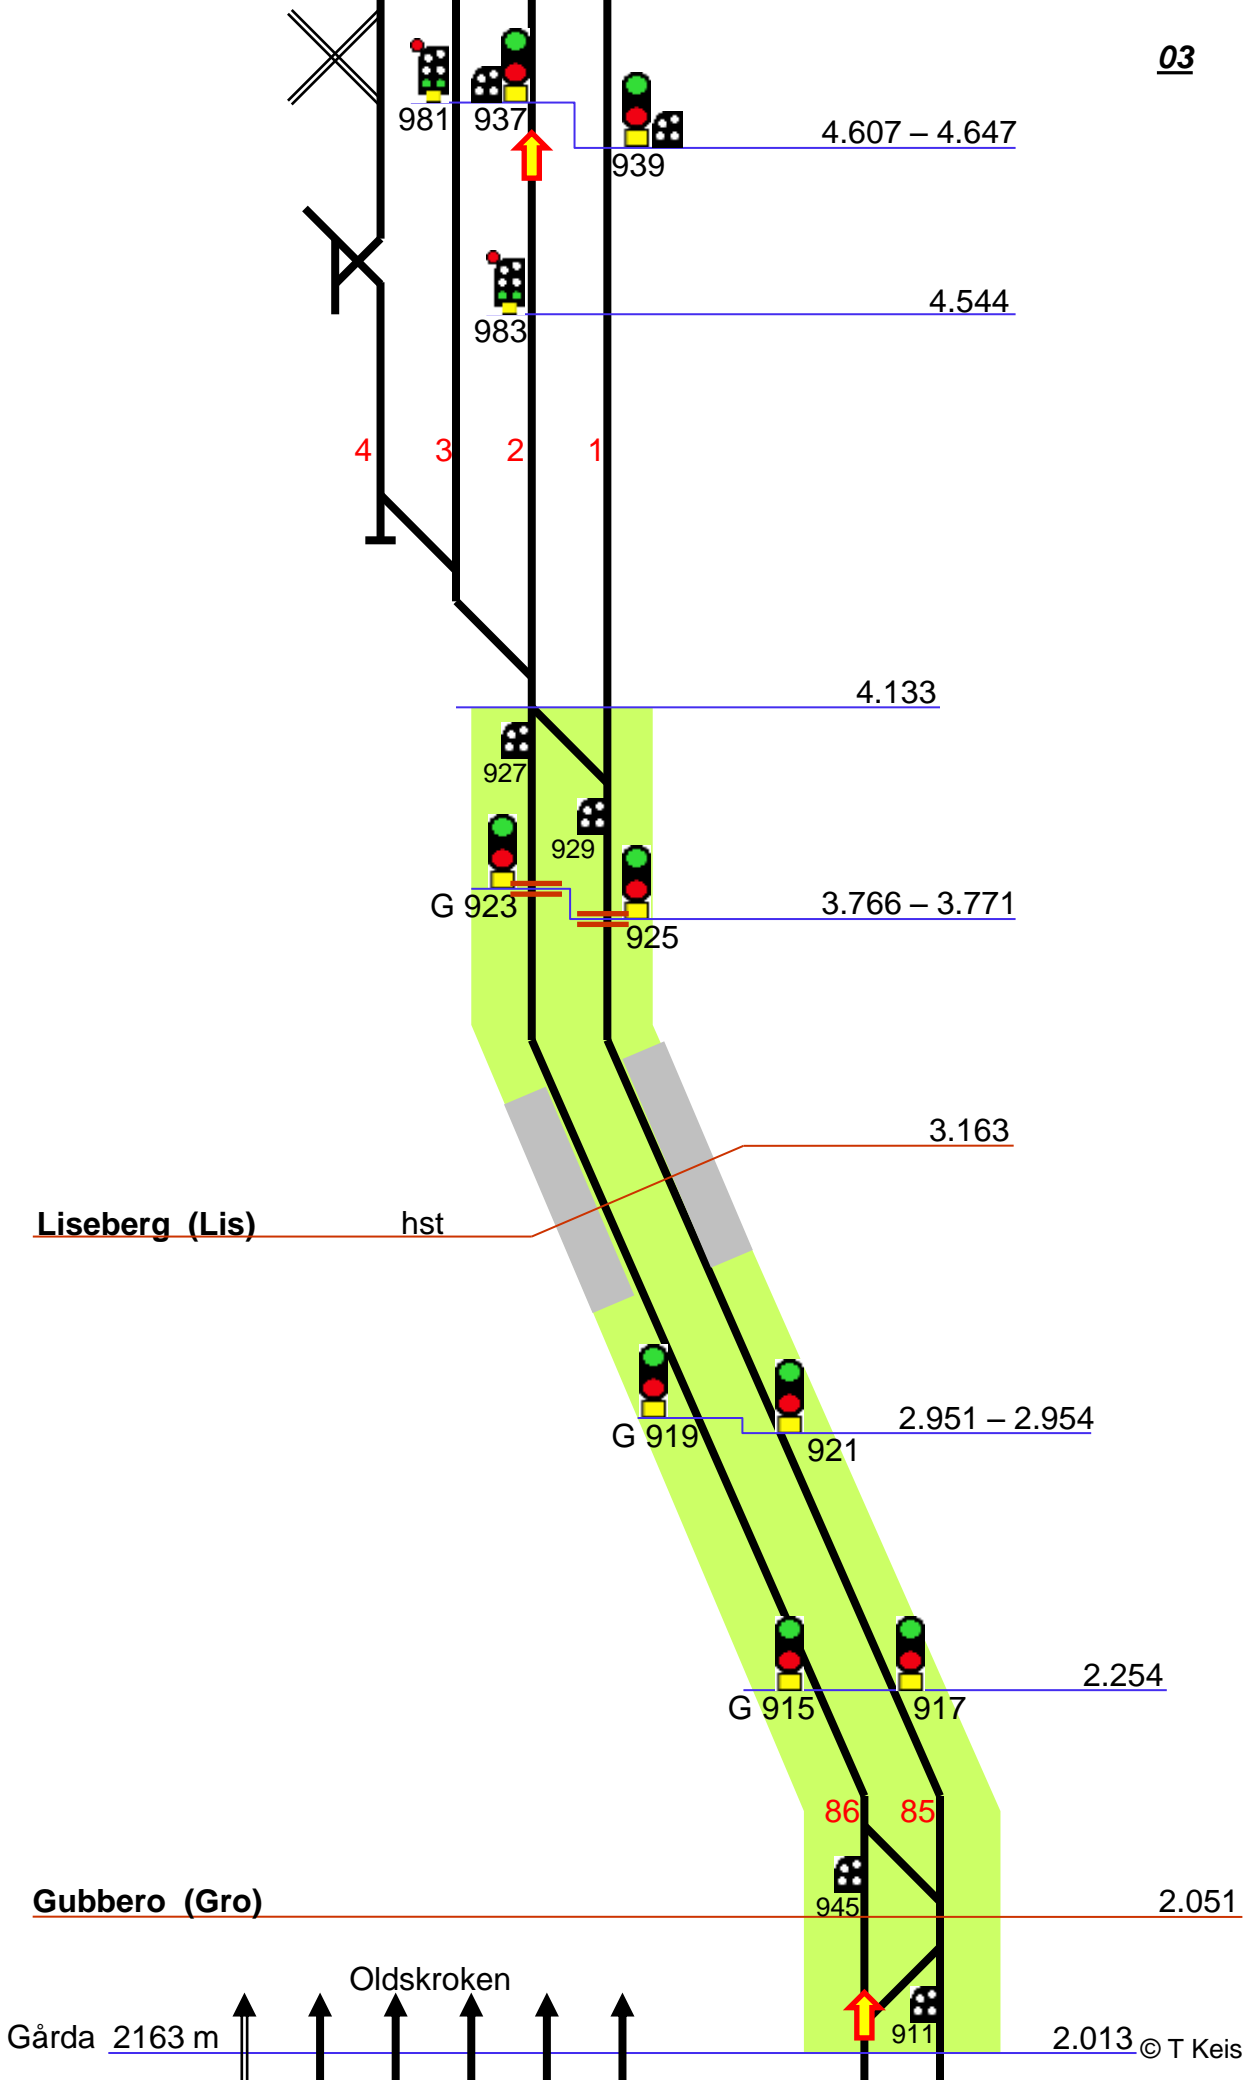 03
981 937
4.607 – 4.647
939
4.544
983
4 3 2 1
4.133
927
929
G 923
3.766 – 3.771
925
3.163
Liseberg (Lis) hst
2.951 – 2.954
G 919
921
2.254
G 915 917
86 85
Gubbero (Gro) 945 2.051
Oldskroken
Gårda 2163 m 911 2.013 © T Keis